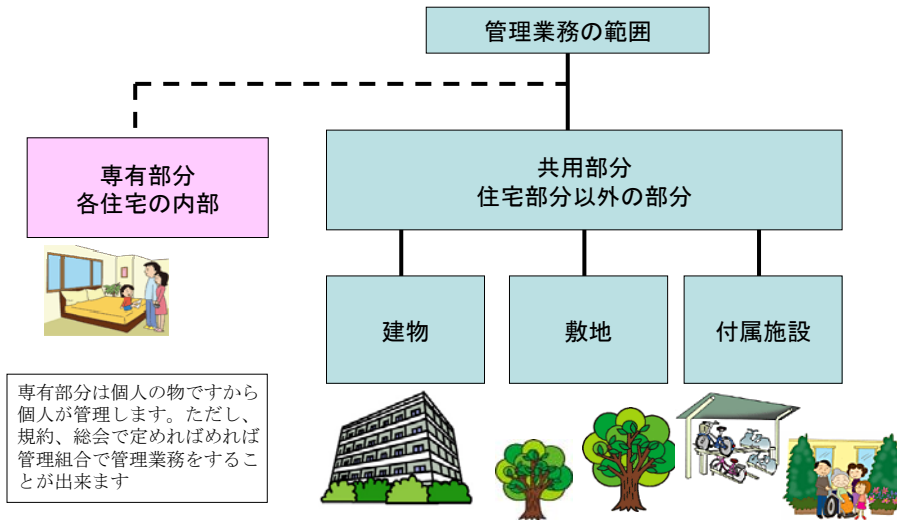 管理業務の範囲
専有部分
各住宅の内部
共用部分
住宅部分以外の部分
建物
敷地
付属施設
専有部分は個人の物ですから
個人が管理します。ただし、
規約、総会で定めればめれば
管理組合で管理業務をするこ
とが出来ます